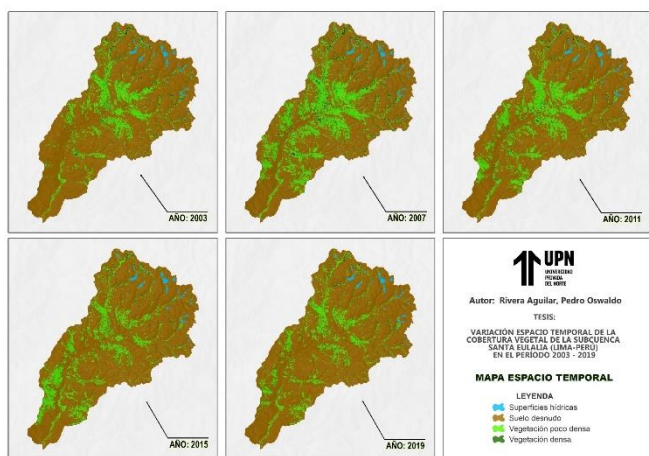 AÑO: 2003
AÑO: 2007
AÑO: 2011
AÑO: 2015
AÑO: 2019
UPN
UNIVERSIDAD
PRIVADA
DEL NORTE
Autor: Rivera Aguilar, Pedro Oswaldo
TESIS:
VARIACIÓN ESPACIO TEMPORAL DE LA
COBERTURA VEGETAL DE LA SUBCUENCA
SANTA EULALIA (LIMA-PERÚ)
EN EL PERÍODO 2003 - 2019
MAPA ESPACIO TEMPORAL
LEYENDA
Superficies hídricas
Suelo desnudo
Vegetación poco densa
Vegetación densa